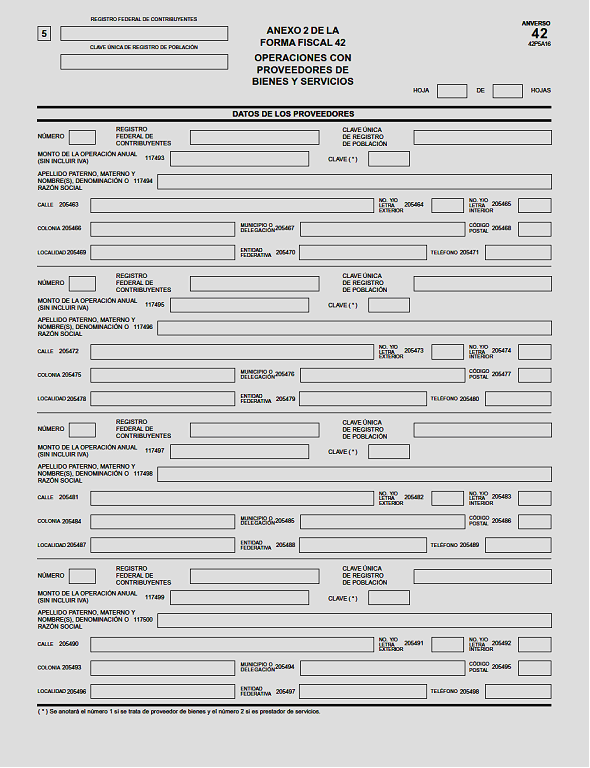 REGISTRO FEDERAL DE CONTRIBUYENTES
5
CLAVE ÚNICA DE REGISTRO DE POBLACIÓN
ANEXO 2 DE LA
FORMA FISCAL 42
OPERACIONES CON
PROVEEDORES DE
BIENES Y SERVICIOS
ANVERSO
42
42P5A16
HOJA DE HOJAS
DATOS DE LOS PROVEEDORES
NÚMERO
REGISTRO
FEDERAL DE
CONTRIBUYENTES
CLAVE ÚNICA
DE REGISTRO
DE POBLACIÓN
MONTO DE LA OPERACIÓN ANUAL
(SIN INCLUIR IVA)
117493
CLAVE ( * )
APELLIDO PATERNO, MATERNO Y
NOMBRE(S), DENOMINACIÓN O 117494
RAZÓN SOCIAL
CALLE 205463
NO. Y/O
LETRA
EXTERIOR
205464
NO. Y/O
LETRA
INTERIOR
205465
COLONIA 205466
MUNICIPIO O
DELEGACIÓN
205467
CÓDIGO
POSTAL
205468
LOCALIDAD 205469
ENTIDAD
FEDERATIVA
205470
TELÉFONO 205471
NÚMERO
REGISTRO
FEDERAL DE
CONTRIBUYENTES
CLAVE ÚNICA
DE REGISTRO
DE POBLACIÓN
MONTO DE LA OPERACIÓN ANUAL
(SIN INCLUIR IVA)
117495
CLAVE ( * )
APELLIDO PATERNO, MATERNO Y
NOMBRE(S), DENOMINACIÓN O 117496
RAZÓN SOCIAL
CALLE 205472
NO. Y/O
LETRA
EXTERIOR
205473
NO. Y/O
LETRA
INTERIOR
205474
COLONIA 205475
MUNICIPIO O
DELEGACIÓN
205476
CÓDIGO
POSTAL
205477
LOCALIDAD 205478
ENTIDAD
FEDERATIVA
205479
TELÉFONO 205480
NÚMERO
REGISTRO
FEDERAL DE
CONTRIBUYENTES
CLAVE ÚNICA
DE REGISTRO
DE POBLACIÓN
MONTO DE LA OPERACIÓN ANUAL
(SIN INCLUIR IVA)
117497
CLAVE ( * )
APELLIDO PATERNO, MATERNO Y
NOMBRE(S), DENOMINACIÓN O 117498
RAZÓN SOCIAL
CALLE 205481
NO. Y/O
LETRA
EXTERIOR
205482
NO. Y/O
LETRA
INTERIOR
205483
COLONIA 205484
MUNICIPIO O
DELEGACIÓN
205485
CÓDIGO
POSTAL
205486
LOCALIDAD 205487
ENTIDAD
FEDERATIVA
205488
TELÉFONO 205489
NÚMERO
REGISTRO
FEDERAL DE
CONTRIBUYENTES
CLAVE ÚNICA
DE REGISTRO
DE POBLACIÓN
MONTO DE LA OPERACIÓN ANUAL
(SIN INCLUIR IVA)
117499
CLAVE ( * )
APELLIDO PATERNO, MATERNO Y
NOMBRE(S), DENOMINACIÓN O 117500
RAZÓN SOCIAL
CALLE 205490
NO. Y/O
LETRA
EXTERIOR
205491
NO. Y/O
LETRA
INTERIOR
205492
COLONIA 205493
MUNICIPIO O
DELEGACIÓN
205494
CÓDIGO
POSTAL
205495
LOCALIDAD 205496
ENTIDAD
FEDERATIVA
205497
TELÉFONO 205498
( * ) Se anotará el número 1 si se trata de proveedor de bienes y el número 2 si es prestador de servicios.